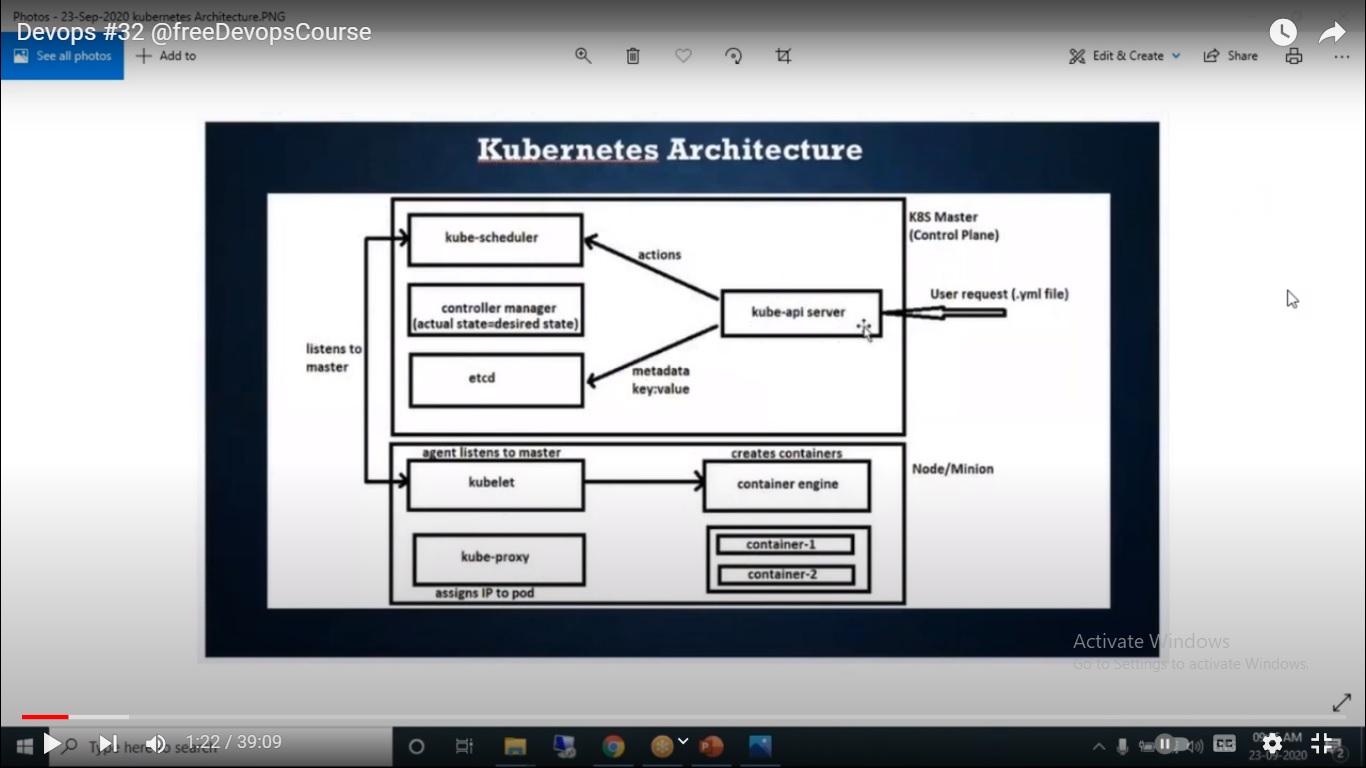 Photos - 23-Sep-2020 kubernetes Architecture.PNG
Devops #32 @freeDevopsCourse
See all photos
Add to
Edit & Create
Share
Kubernetes Architecture
K8S Master
(Control Plane)
kube-scheduler
actions
controller manager
(actual state=desired state)
kube-api server
User request (.yml file)
listens to
master
etcd
metadata
key:value
agent listens to master
creates containers
Node/Minion
kubelet
container engine
kube-proxy
container-1
container-2
assigns IP to pod
Activate Windows
Go to Settings to activate Windows.
1:22 / 39:09
Type here to search
CC
AM
23-09-2020
2